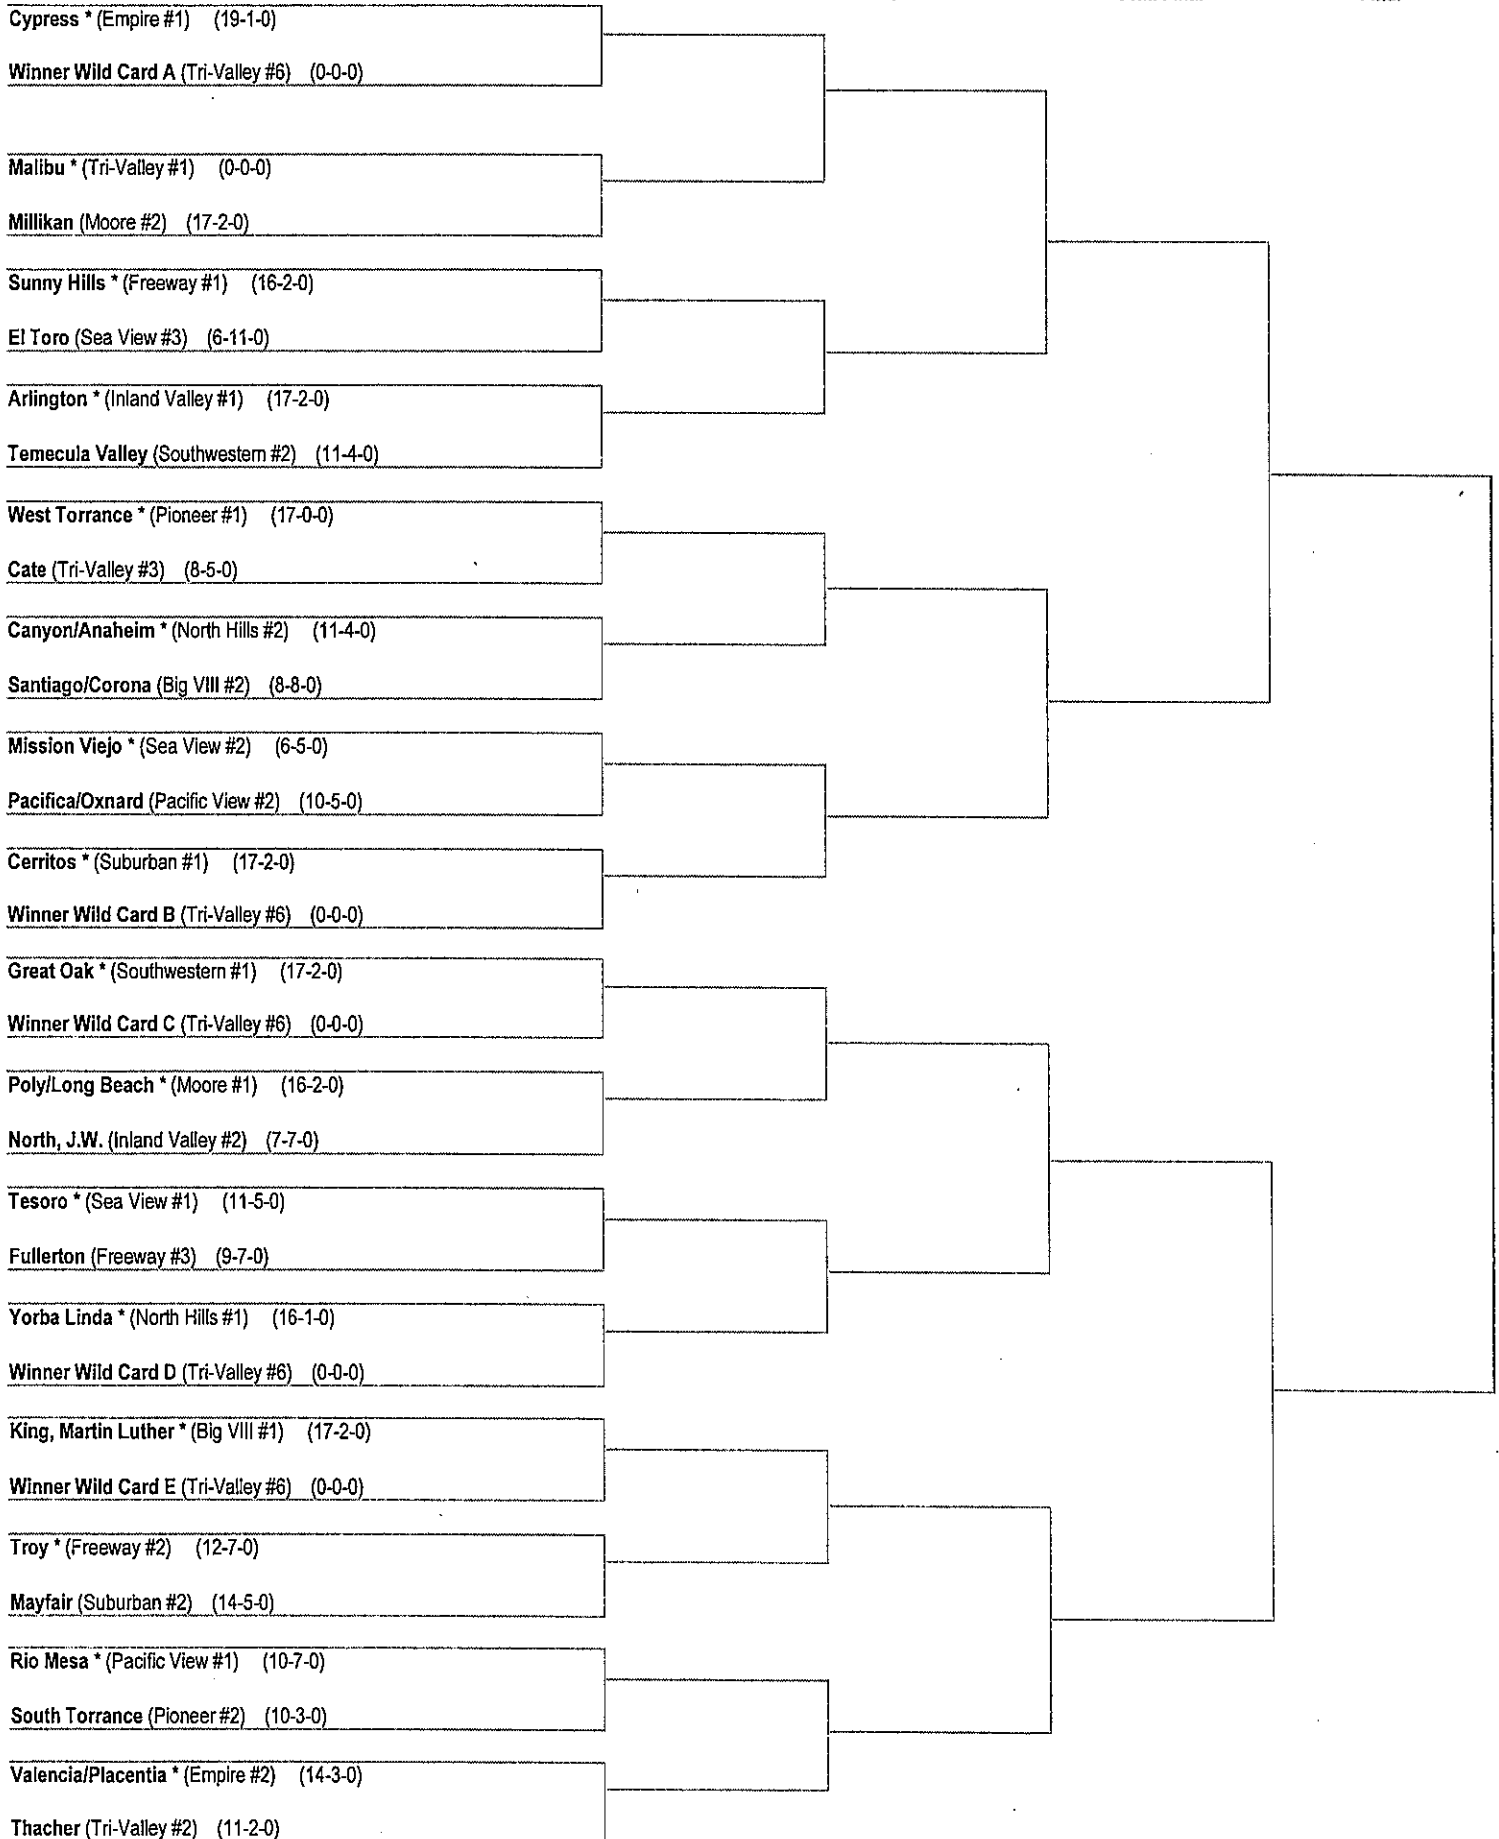 Cypress * (Empire #1) (19-1-0)
Winner Wild Card A (Tri-Valley #6) (0-0-0)
Malibu * (Tri-Valley #1) (0-0-0)
Millikan (Moore #2) (17-2-0)
Sunny Hills * (Freeway #1) (16-2-0)
El Toro (Sea View #3) (6-11-0)
Arlington * (Inland Valley #1) (17-2-0)
Temecula Valley (Southwestern #2) (11-4-0)
West Torrance * (Pioneer #1) (17-0-0)
Cate (Tri-Valley #3) (8-5-0)
Canyon/Anaheim * (North Hills #2) (11-4-0)
Santiago/Corona (Big VIII #2) (8-8-0)
Mission Viejo * (Sea View #2) (6-5-0)
Pacifica/Oxnard (Pacific View #2) (10-5-0)
Cerritos * (Suburban #1) (17-2-0)
Winner Wild Card B (Tri-Valley #6) (0-0-0)
Great Oak * (Southwestern #1) (17-2-0)
Winner Wild Card C (Tri-Valley #6) (0-0-0)
Poly/Long Beach * (Moore #1) (16-2-0)
North, J.W. (Inland Valley #2) (7-7-0)
Tesoro * (Sea View #1) (11-5-0)
Fullerton (Freeway #3) (9-7-0)
Yorba Linda * (North Hills #1) (16-1-0)
Winner Wild Card D (Tri-Valley #6) (0-0-0)
King, Martin Luther * (Big VIII #1) (17-2-0)
Winner Wild Card E (Tri-Valley #6) (0-0-0)
Troy * (Freeway #2) (12-7-0)
Mayfair (Suburban #2) (14-5-0)
Rio Mesa * (Pacific View #1) (10-7-0)
South Torrance (Pioneer #2) (10-3-0)
Valencia/Placentia * (Empire #2) (14-3-0)
Thacher (Tri-Valley #2) (11-2-0)